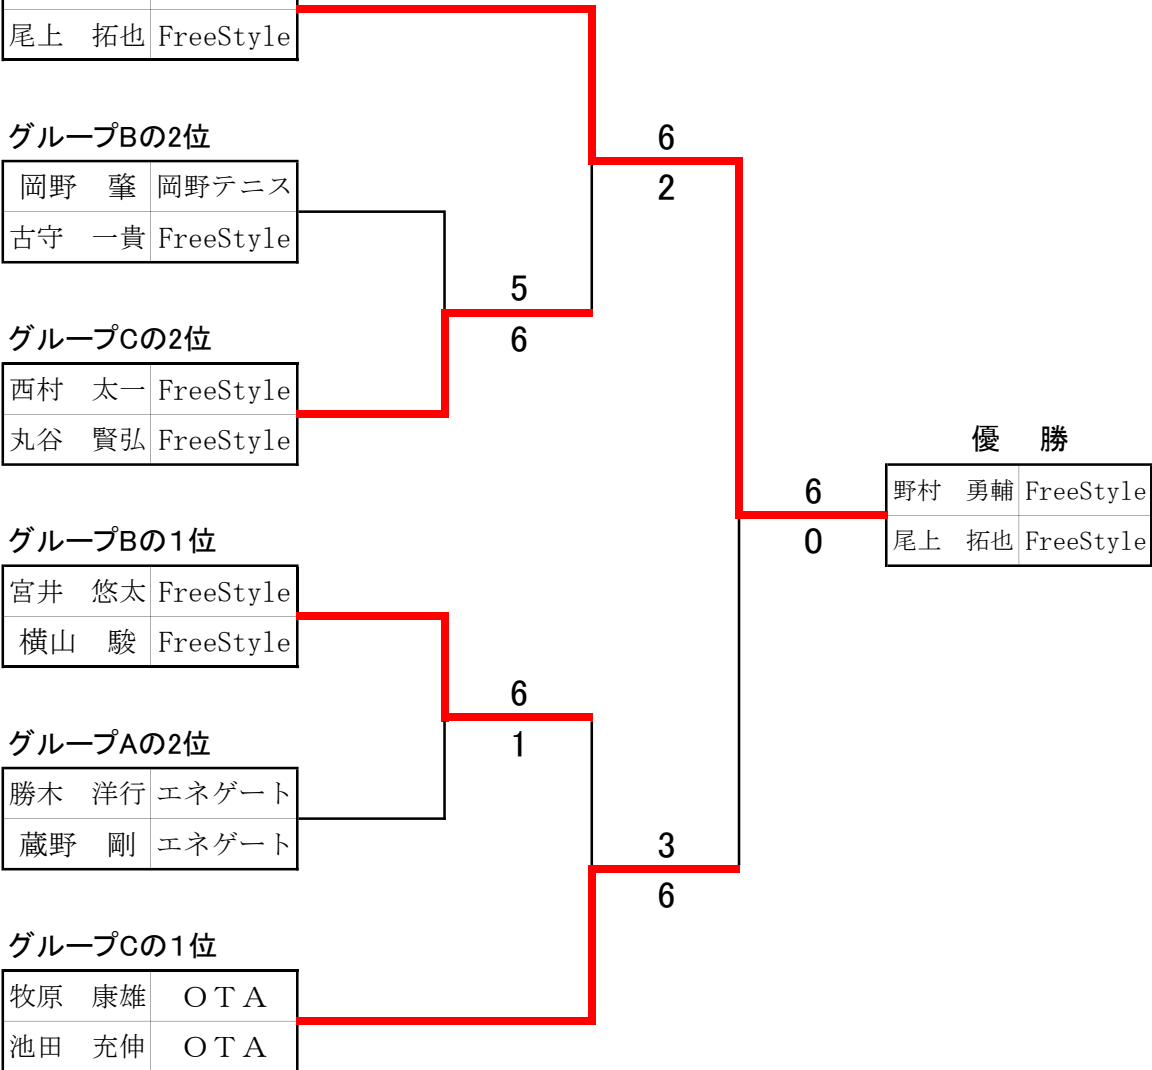 尾上　拓也 FreeStyle
グループBの2位
岡野　肇 岡野テニス
古守　一貴 FreeStyle
グループCの2位
西村　太一 FreeStyle
丸谷　賢弘 FreeStyle
グループBの１位
宮井　悠太 FreeStyle
横山　駿 FreeStyle
グループAの2位
勝木　洋行 エネゲート
蔵野　剛 エネゲート
グループCの１位
牧原　康雄 ＯＴＡ
池田　充伸 ＯＴＡ
5
6
6
1
6
2
3
6
6
0
優　勝
野村　勇輔 FreeStyle
尾上　拓也 FreeStyle